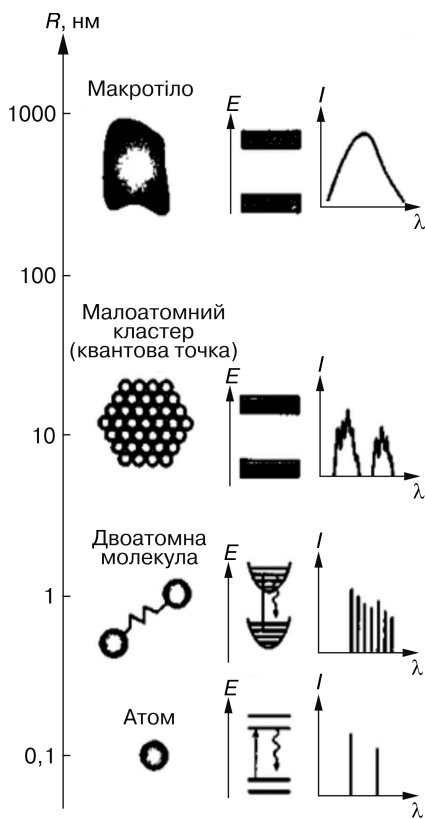 R, нм
Макротіло
1000
E
I
λ
100
Малоатомний
кластер
(квантова точка)
E
I
10
λ
Двоатомна
молекула
E
I
1
λ
Атом
E
I
0,1
λ